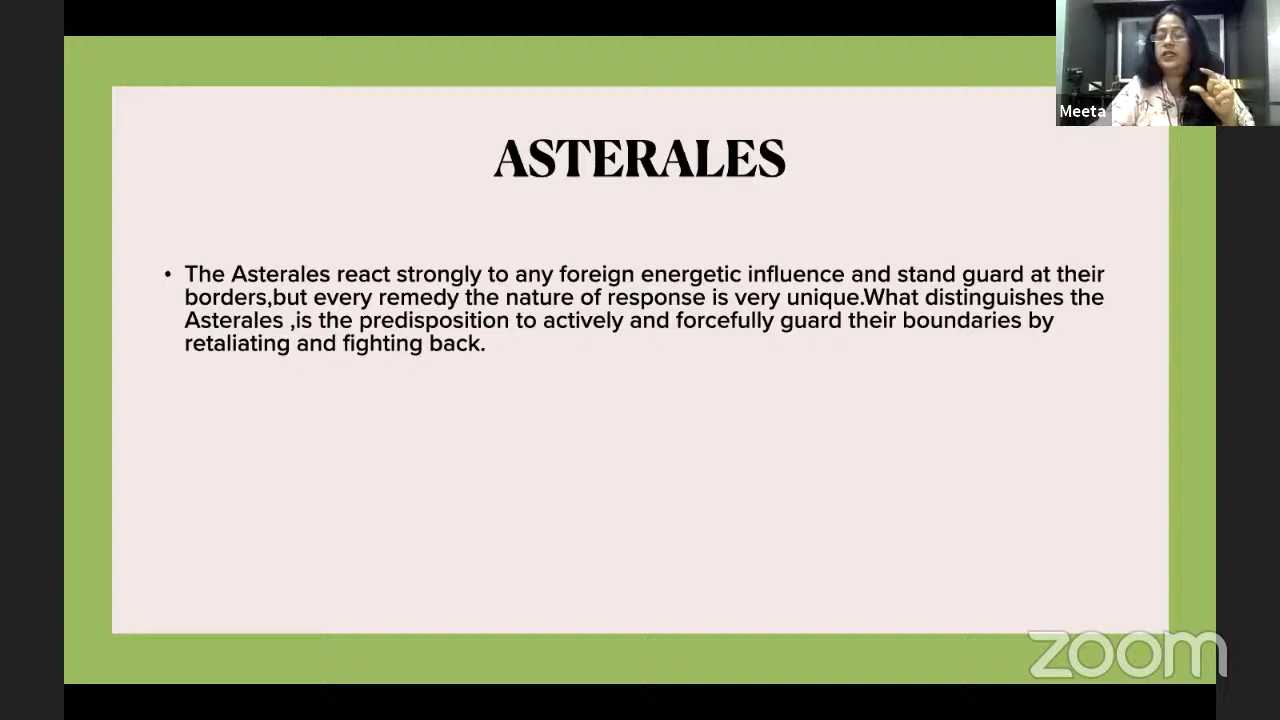 Meeta
ASTERALES
• The Asterales react strongly to any foreign energetic influence and stand guard at their
borders,but every remedy the nature of response is very unique.What distinguishes the
Asterales ,is the predisposition to actively and forcefully guard their boundaries by
retaliating and fighting back.
zoom